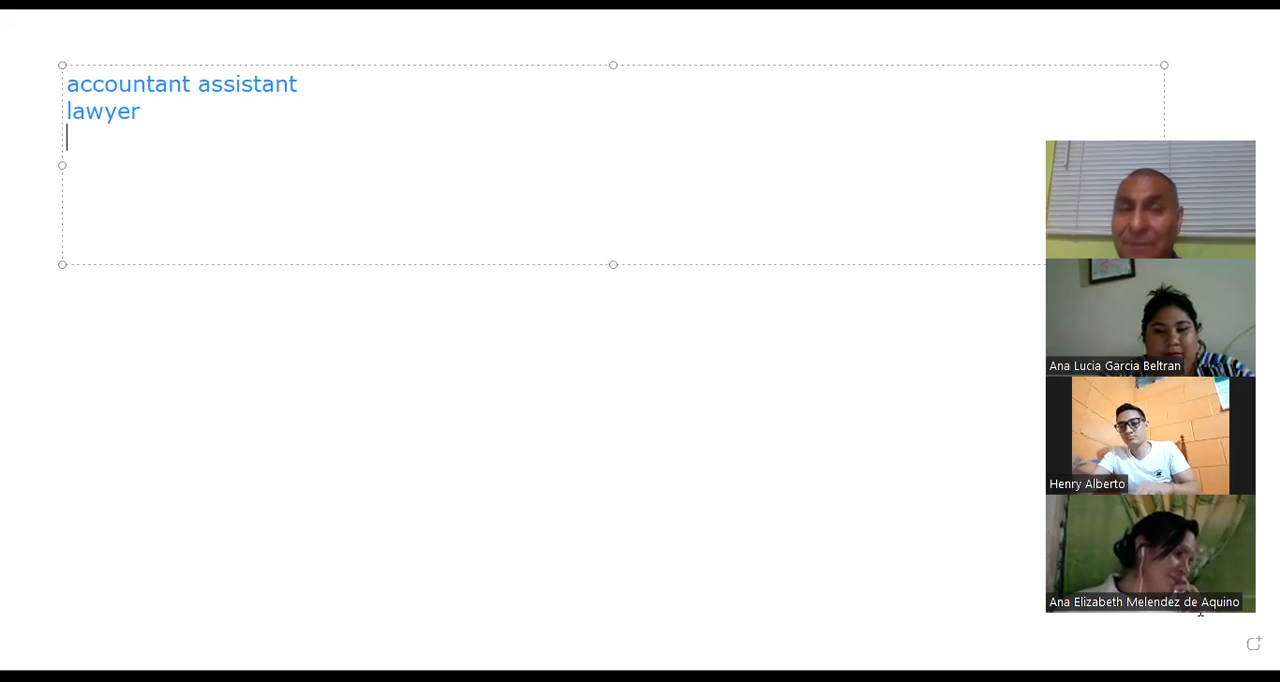 accountant assistant
lawyer
Ana Lucia Garcia Beltran
Henry Alberto
Ana Elizabeth Melendez de Aquino